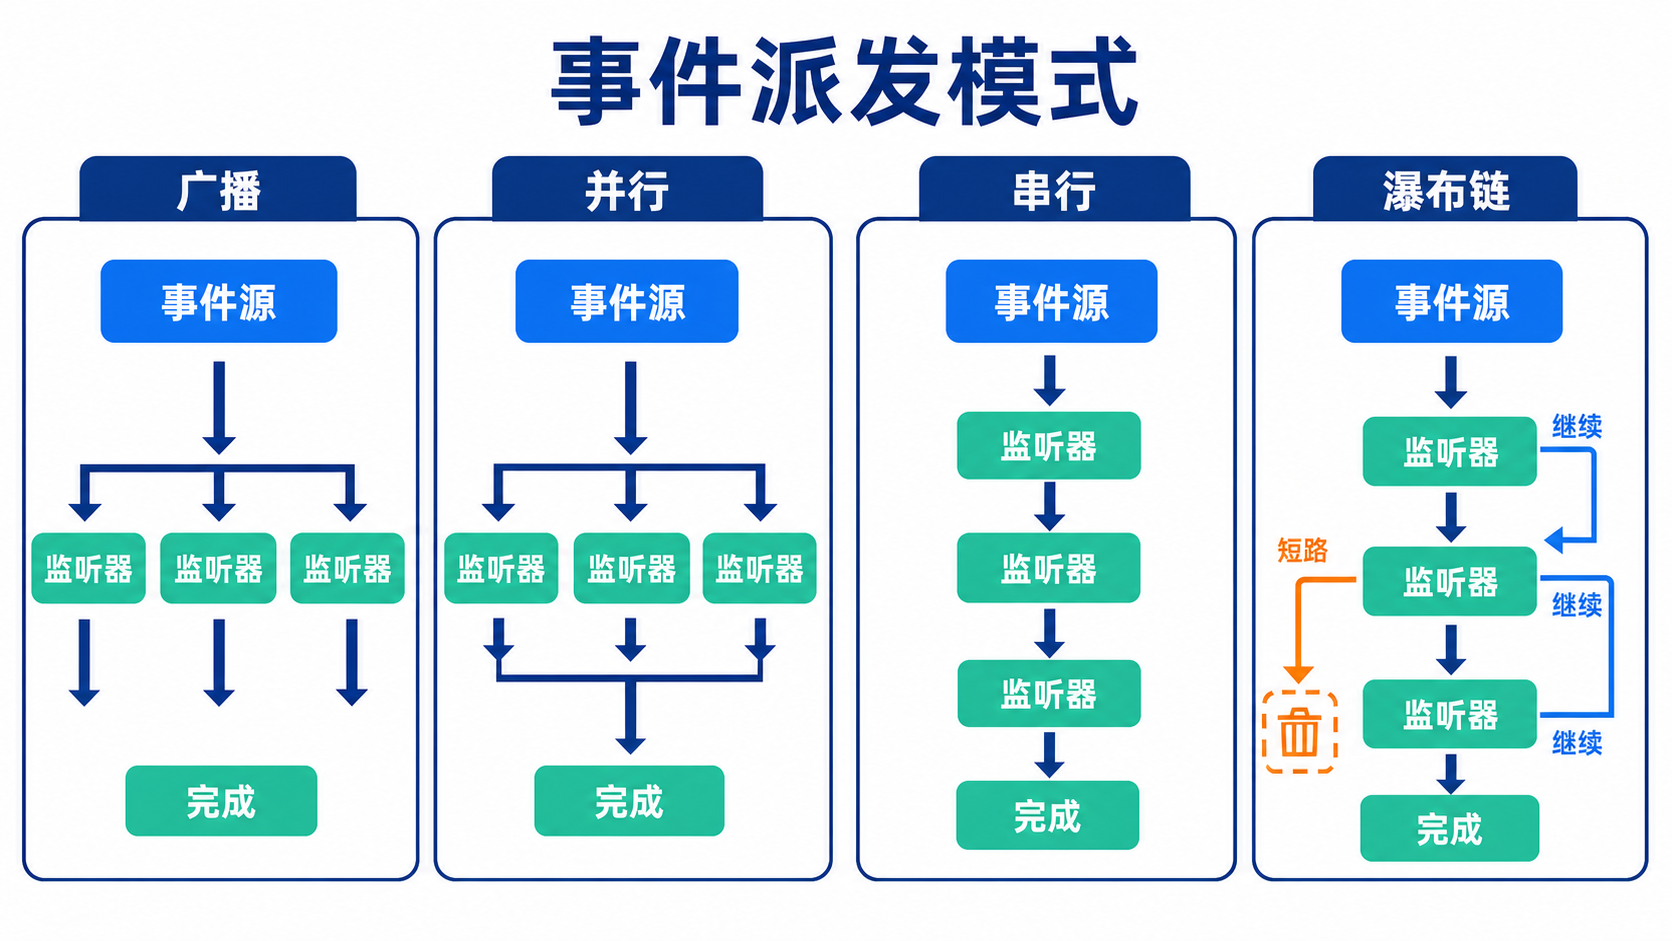 事件派发模式
广播
事件源
监听器 监听器 监听器
完成
并行
事件源
监听器 监听器 监听器
完成
串行
事件源
监听器
监听器
监听器
完成
瀑布链
事件源
监听器
继续
短路
监听器
继续
监听器
继续
完成